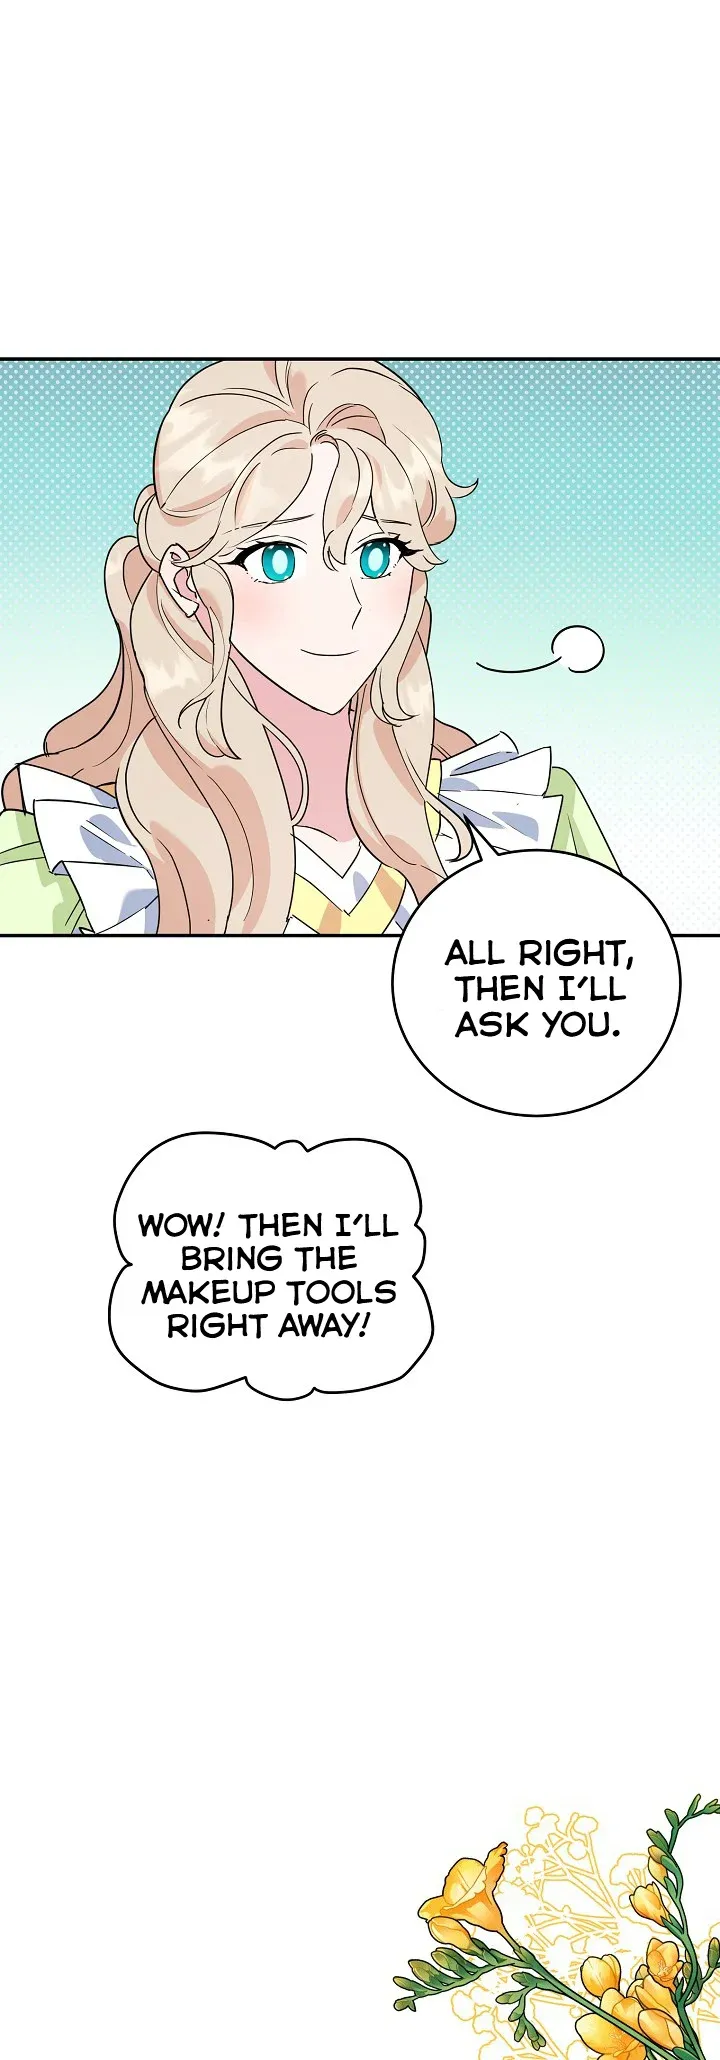 ALL RIGHT,
THEN I'LL
ASK YOU.
WOW! THEN I'LL
BRING THE
MAKEUP TOOLS
RIGHT AWAY!